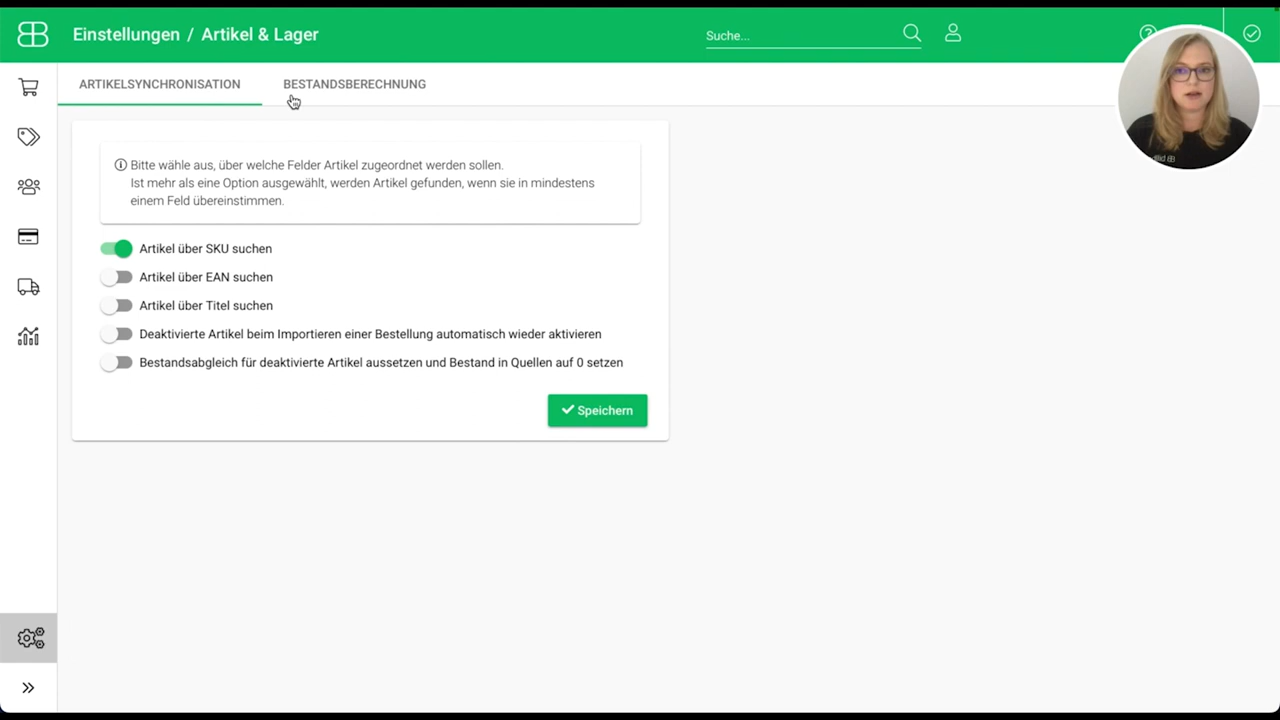 Einstellungen / Artikel & Lager
Suche...
ARTIKELSYNCHRONISATION
BESTANDSBERECHNUNG
Bitte wähle aus, über welche Felder Artikel zugeordnet werden sollen.
Ist mehr als eine Option ausgewählt, werden Artikel gefunden, wenn sie in mindestens
einem Feld übereinstimmen.
Artikel über SKU suchen
Artikel über EAN suchen
Artikel über Titel suchen
Deaktivierte Artikel beim Importieren einer Bestellung automatisch wieder aktivieren
Bestandsabgleich für deaktivierte Artikel aussetzen und Bestand in Quellen auf 0 setzen
Speichern